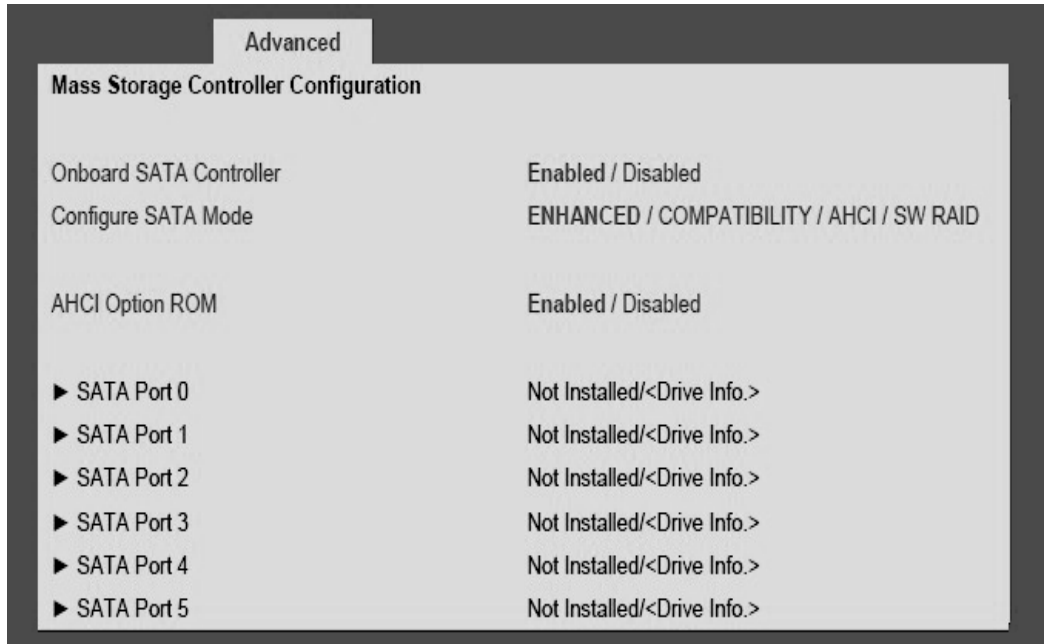 Advanced
Mass Storage Controller Configuration
Onboard SATA Controller Enabled / Disabled
Configure SATA Mode ENHANCED / COMPATIBILITY / AHCI / SW RAID
AHCI Option ROM Enabled / Disabled
► SATA Port 0 Not Installed/<Drive Info.>
► SATA Port 1 Not Installed/<Drive Info.>
► SATA Port 2 Not Installed/<Drive Info.>
► SATA Port 3 Not Installed/<Drive Info.>
► SATA Port 4 Not Installed/<Drive Info.>
► SATA Port 5 Not Installed/<Drive Info.>